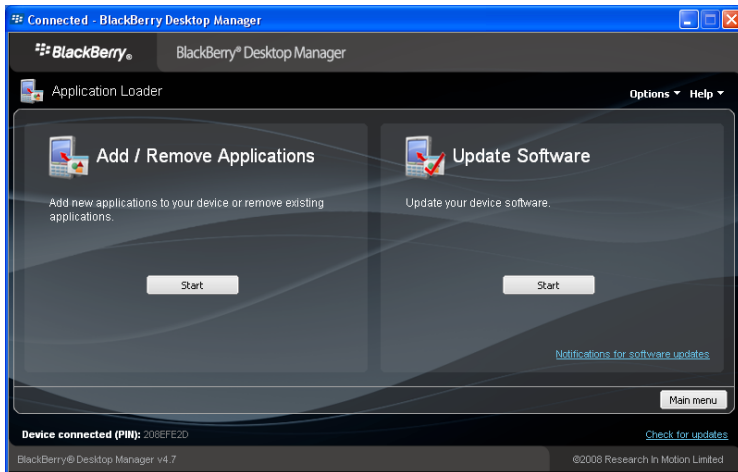 Connected - BlackBerry Desktop Manager
BlackBerry®
BlackBerry® Desktop Manager
Application Loader
Options Help
Add / Remove Applications
Add new applications to your device or remove existing
applications.
Start
Update Software
Update your device software.
Start
Notifications for software updates
Main menu
Device connected (PIN): 208EFE2D
Check for updates
BlackBerry® Desktop Manager v4.7
©2008 Research In Motion Limited